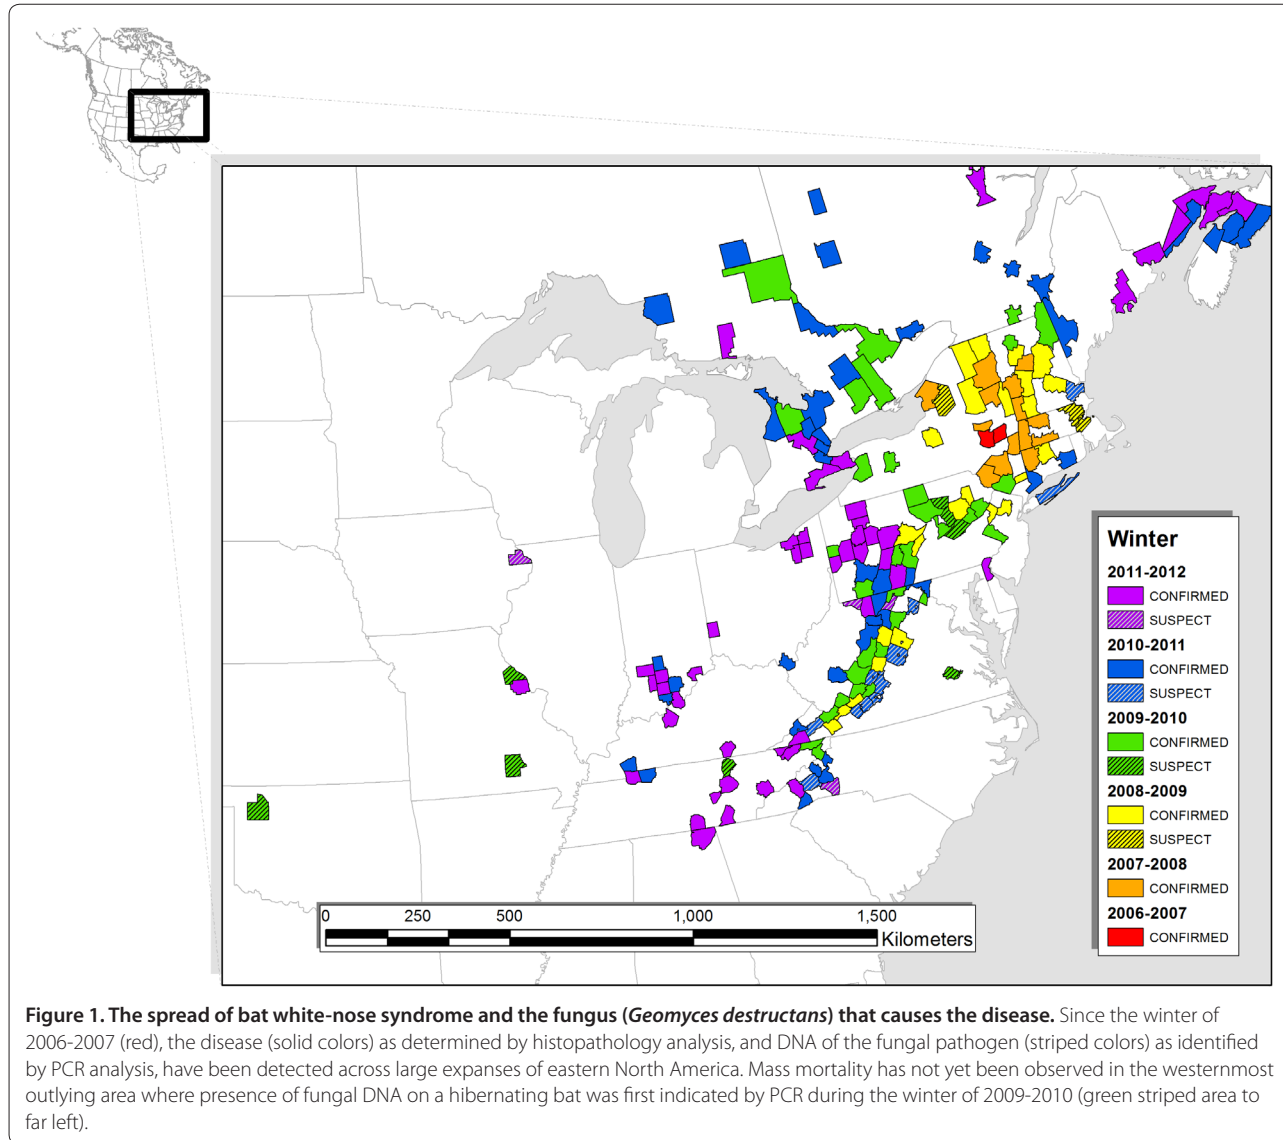 Winter
2011-2012
CONFIRMED
SUSPECT
2010-2011
CONFIRMED
SUSPECT
2009-2010
CONFIRMED
SUSPECT
2008-2009
CONFIRMED
SUSPECT
2007-2008
CONFIRMED
2006-2007
CONFIRMED
0 250 500 1,000 1,500
Kilometers
Figure 1. The spread of bat white-nose syndrome and the fungus (Geomyces destructans) that causes the disease. Since the winter of
2006-2007 (red), the disease (solid colors) as determined by histopathology analysis, and DNA of the fungal pathogen (striped colors) as identified
by PCR analysis, have been detected across large expanses of eastern North America. Mass mortality has not yet been observed in the westernmost
outlying area where presence of fungal DNA on a hibernating bat was first indicated by PCR during the winter of 2009-2010 (green striped area to
far left).